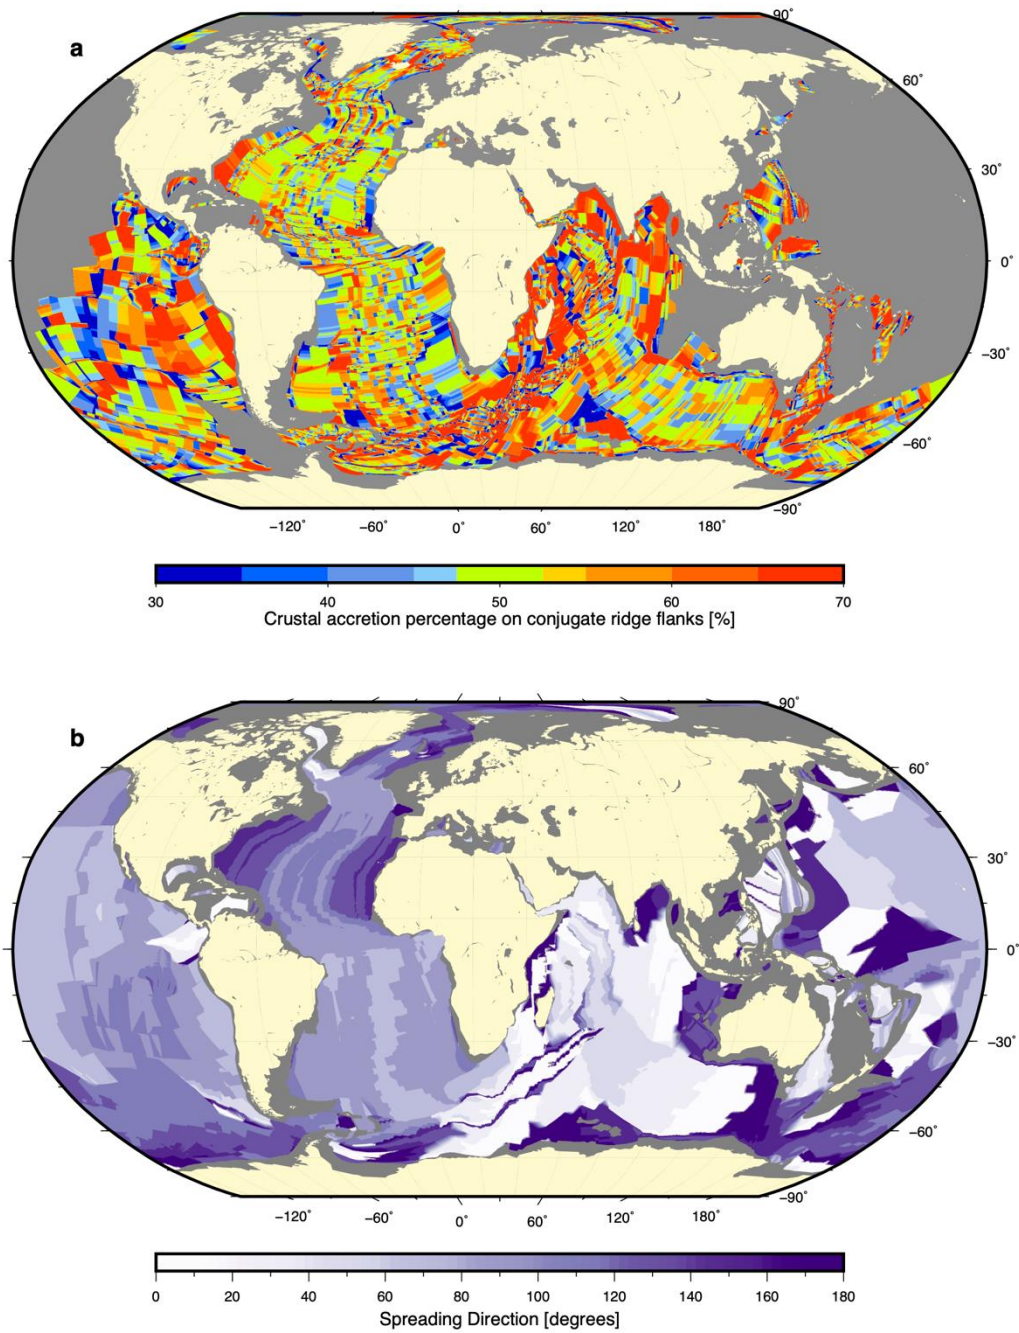 a
90°
60°
30°
0°
−30°
−60°
−90°
−120° −60° 0° 60° 120° 180°
30 40 50 60 70
Crustal accretion percentage on conjugate ridge flanks [%]
b
90°
60°
30°
0°
−30°
−60°
−90°
−120° −60° 0° 60° 120° 180°
0 20 40 60 80 100 120 140 160 180
Spreading Direction [degrees]